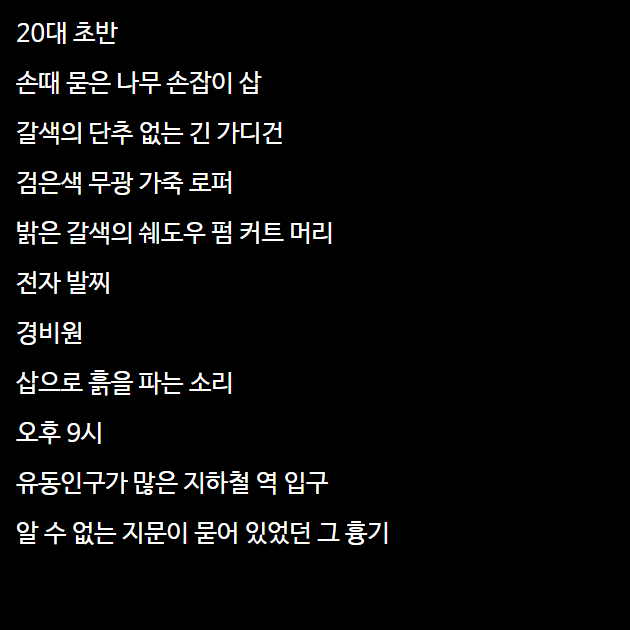 20대 초반
손때 묻은 나무 손잡이 삽
갈색의 단추 없는 긴 가디건
검은색 무광 가죽 로퍼
밝은 갈색의 쉐도우 펌 커트 머리
전자 발찌
경비원
삽으로 흙을 파는 소리
오후 9시
유동인구가 많은 지하철 역 입구
알 수 없는 지문이 묻어 있었던 그 흉기